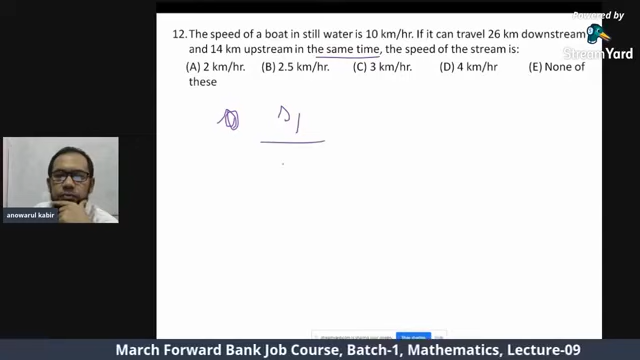 Powered by
StreamYard
12. The speed of a boat in still water is 10 km/hr. If it can travel 26 km downstream
and 14 km upstream in the same time, the speed of the stream is:
(A) 2 km/hr. (B) 2.5 km/hr. (C) 3 km/hr. (D) 4 km/hr (E) None of
these
S₁
anowarul kabir
March Forward Bank Job Course, Batch-1, Mathematics, Lecture-09